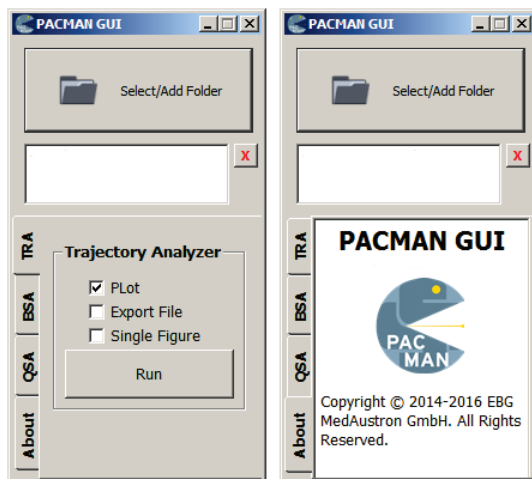 PACMAN GUI
Select/Add Folder
X
TRA
BSA
QSA
About
Trajectory Analyzer
PLot
Export File
Single Figure
Run
PACMAN GUI
Select/Add Folder
X
TRA
BSA
QSA
About
PACMAN GUI
PAC
MAN
Copyright © 2014-2016 EBG
MedAustron GmbH. All Rights
Reserved.